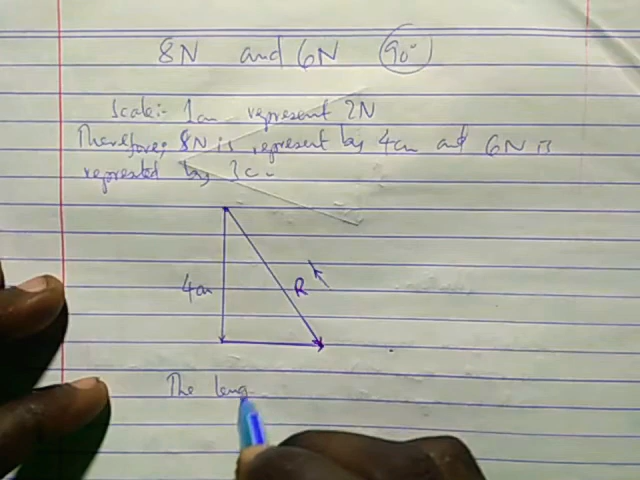 8N and 6N 90°
Scale:- 1cm represent 2N
Therefore, 8N is represent by 4cm and 6N is
represented by 3cm
4cm
R
The leng